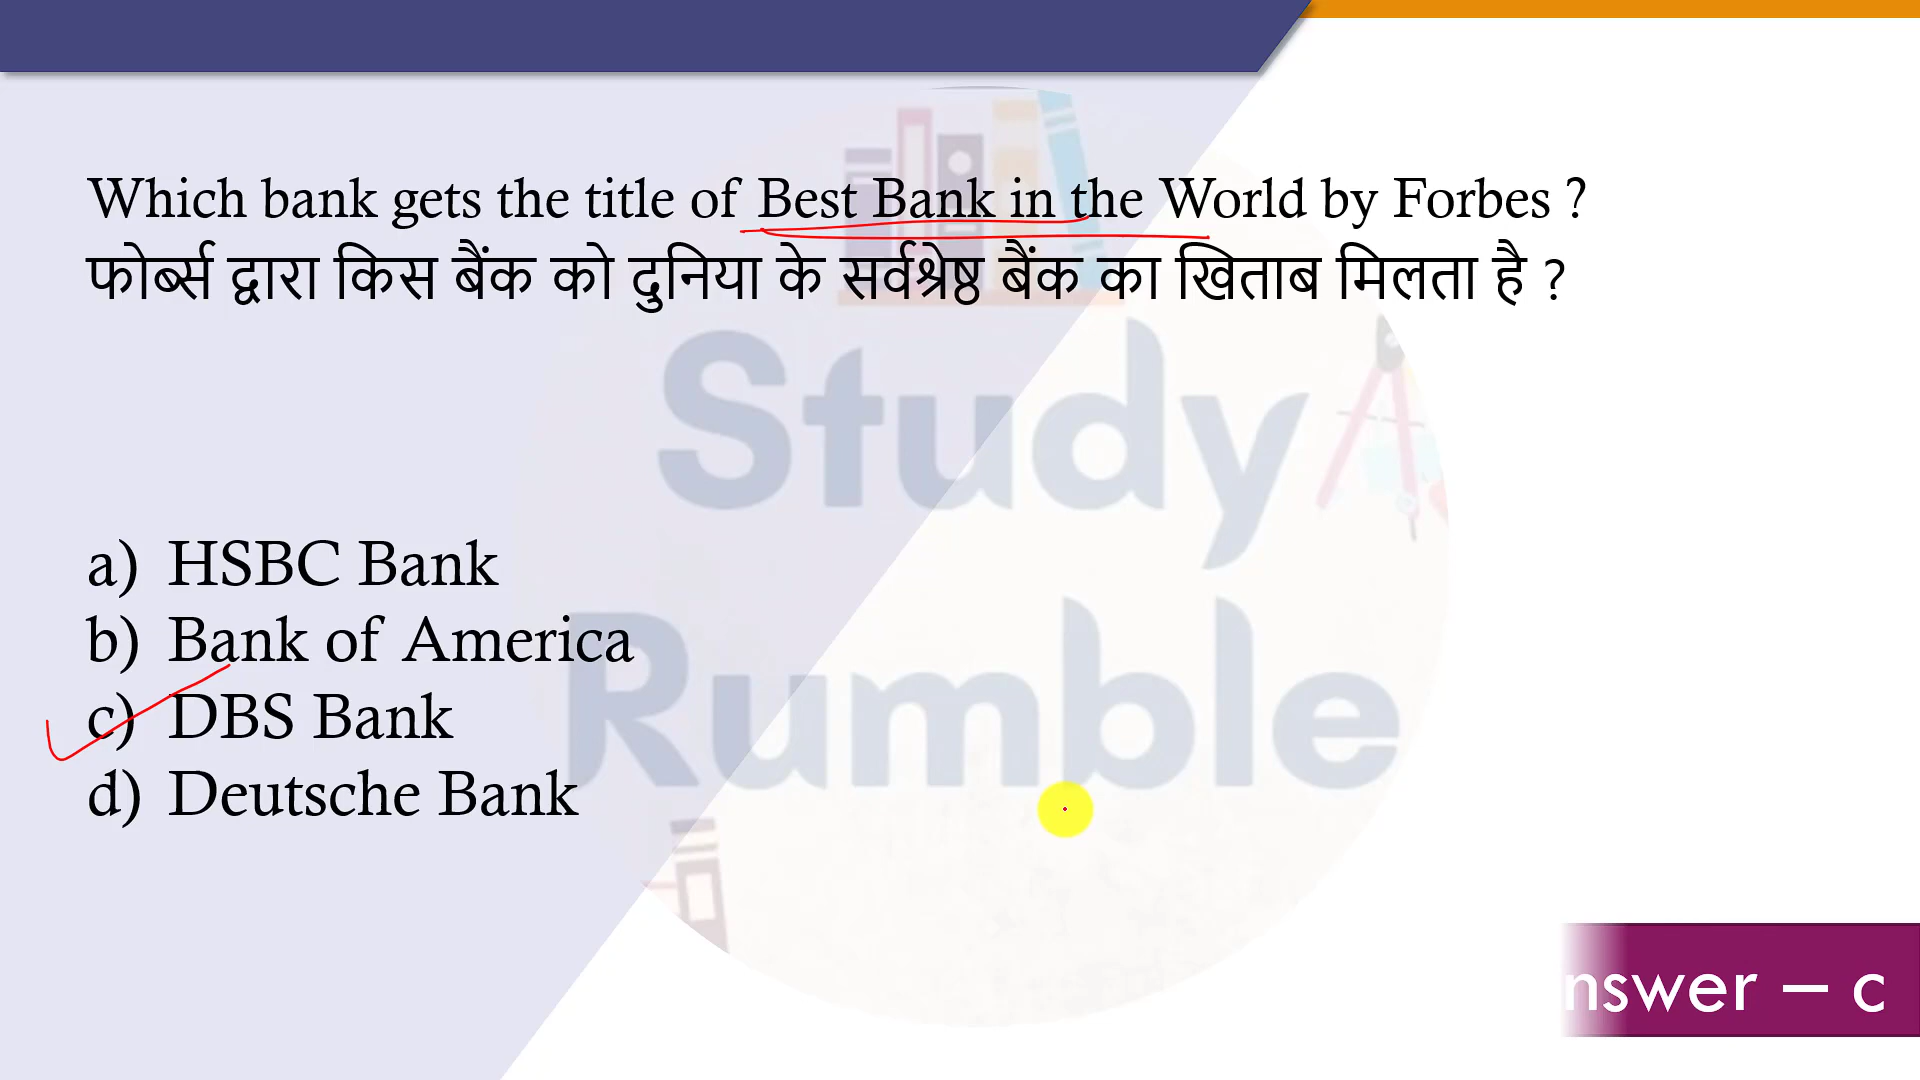 Which bank gets the title of Best Bank in the World by Forbes ?
फोर्ब्स द्वारा किस बैंक को दुनिया के सर्वश्रेष्ठ बैंक का खिताब मिलता है ?
Study
Rumble
a) HSBC Bank
b) Bank of America
c) DBS Bank
d) Deutsche Bank
nswer – c